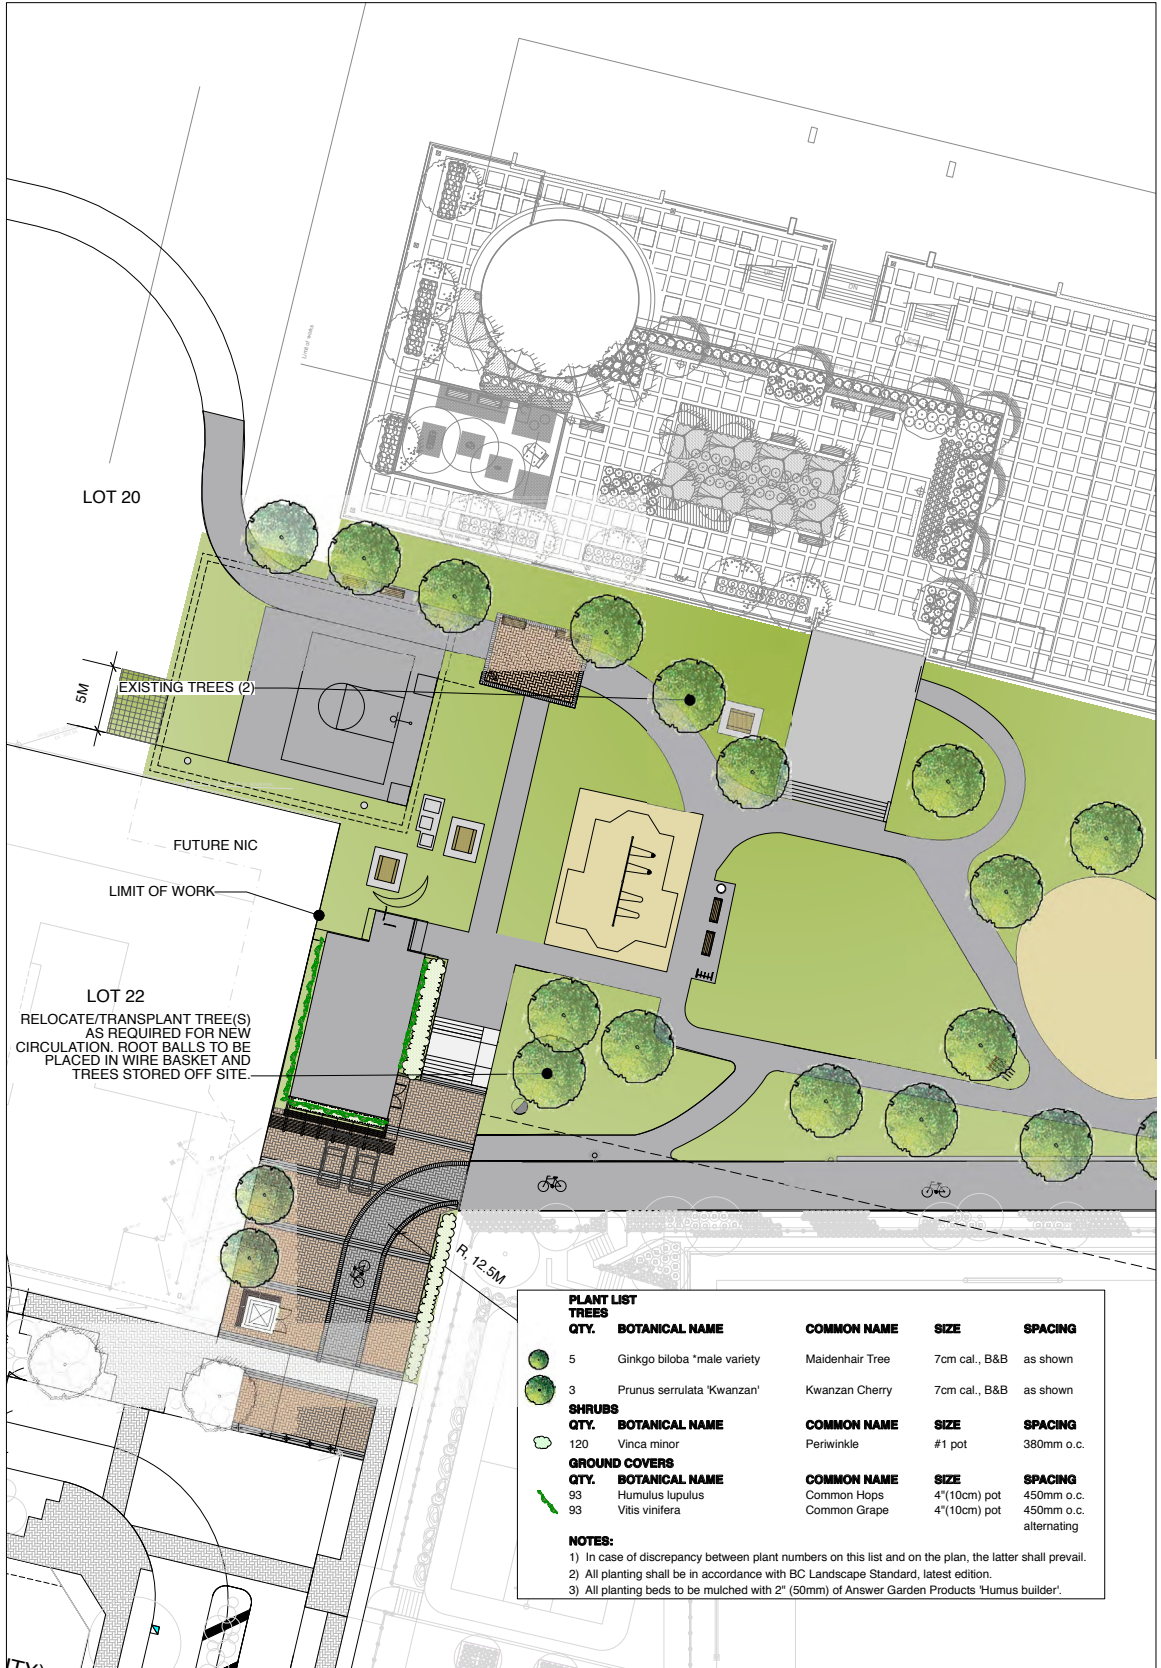 Limit of work
DN
LOT 20
5M
EXISTING TREES (2)
FUTURE NIC
LIMIT OF WORK
LOT 22
RELOCATE/TRANSPLANT TREE(S)
AS REQUIRED FOR NEW
CIRCULATION. ROOT BALLS TO BE
PLACED IN WIRE BASKET AND
TREES STORED OFF SITE.
R, 12.5M
PLANT LIST
TREES
QTY. BOTANICAL NAME COMMON NAME SIZE SPACING
5 Ginkgo biloba *male variety Maidenhair Tree 7cm cal., B&B as shown
3 Prunus serrulata 'Kwanzan' Kwanzan Cherry 7cm cal., B&B as shown
SHRUBS
QTY. BOTANICAL NAME COMMON NAME SIZE SPACING
120 Vinca minor Periwinkle #1 pot 380mm o.c.
GROUND COVERS
QTY. BOTANICAL NAME COMMON NAME SIZE SPACING
93 Humulus lupulus Common Hops 4"(10cm) pot 450mm o.c.
93 Vitis vinifera Common Grape 4"(10cm) pot 450mm o.c.
alternating
NOTES:
1) In case of discrepancy between plant numbers on this list and on the plan, the latter shall prevail.
2) All planting shall be in accordance with BC Landscape Standard, latest edition.
3) All planting beds to be mulched with 2" (50mm) of Answer Garden Products 'Humus builder'.